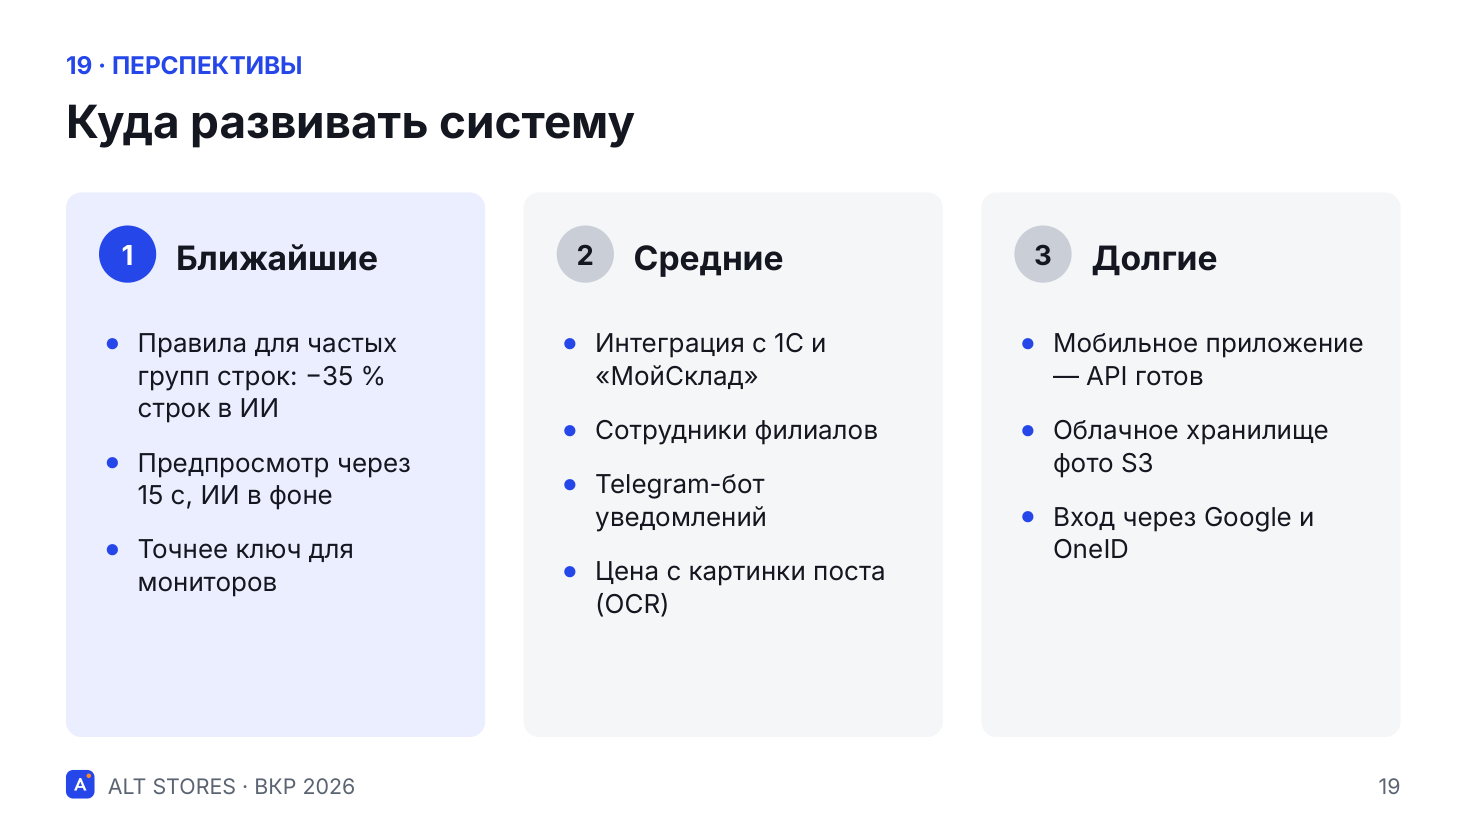 19 · ПЕРСПЕКТИВЫ
Куда развивать систему
1 Ближайшие
Правила для частых
групп строк: −35 %
строк в ИИ
Предпросмотр через
15 с, ИИ в фоне
Точнее ключ для
мониторов
2 Средние
Интеграция с 1С и
«МойСклад»
Сотрудники филиалов
Telegram-бот
уведомлений
Цена с картинки поста
(OCR)
3 Долгие
Мобильное приложение
— API готов
Облачное хранилище
фото S3
Вход через Google и
OneID
A ALT STORES · ВКР 2026
19